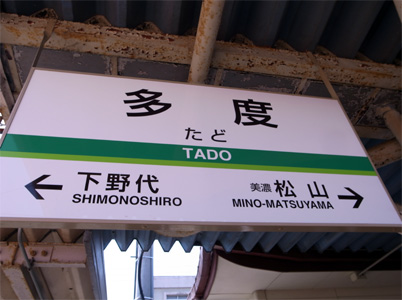 多度
たど
TADO
← 下野代
SHIMONOSHIRO
美濃松山 →
MINO-MATSUYAMA